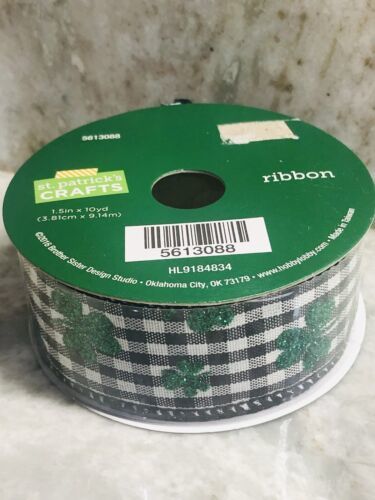 5613088
st. patrick's
CRAFTS
ribbon
1.5in x 10yd
(3.81cm x 9.14m)
5613088
HL9184834
©2016 Brother Sister Design Studio • Oklahoma City, OK 73179 • www.hobbylobby.com • Made in Taiwan